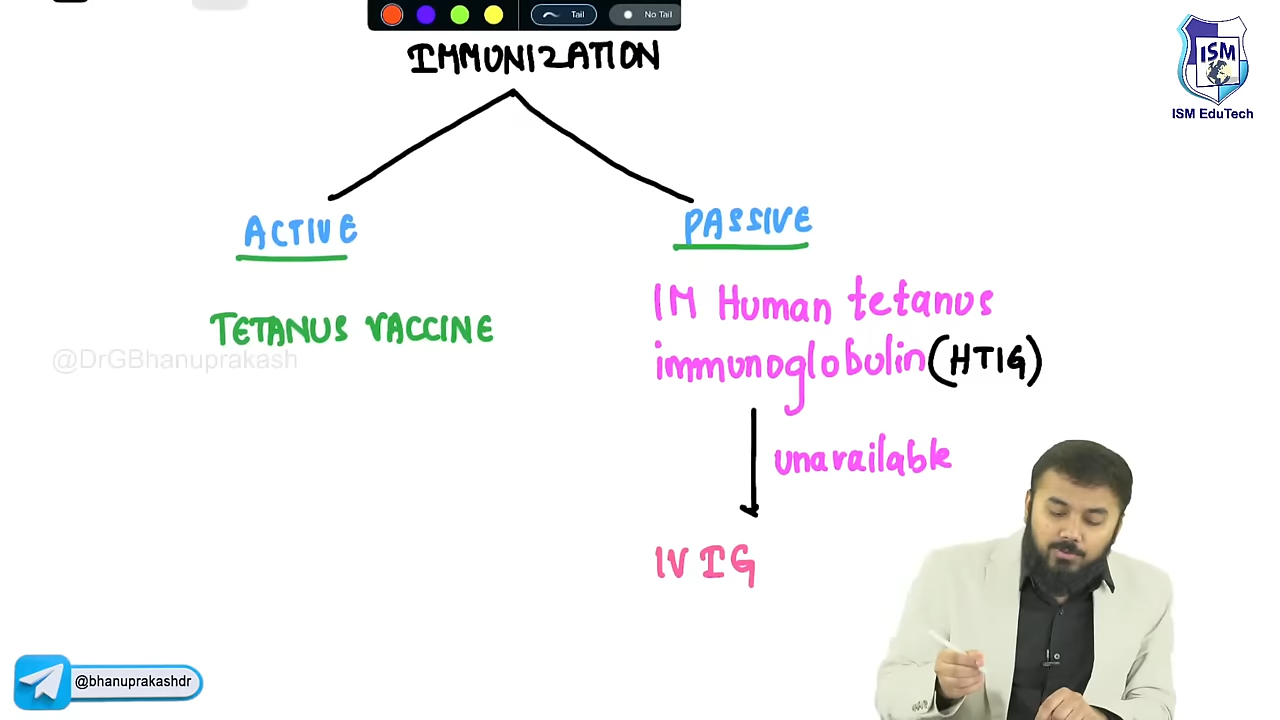 Tail
No Tail
IMMUNIZATION
ISM
ISM EduTech
ACTIVE
PASSIVE
TETANUS VACCINE
IM Human tetanus
immunoglobulin (HTIG)
@DrGBhanuprakash
unavailable
IV IG
ISM
@bhanuprakashdr